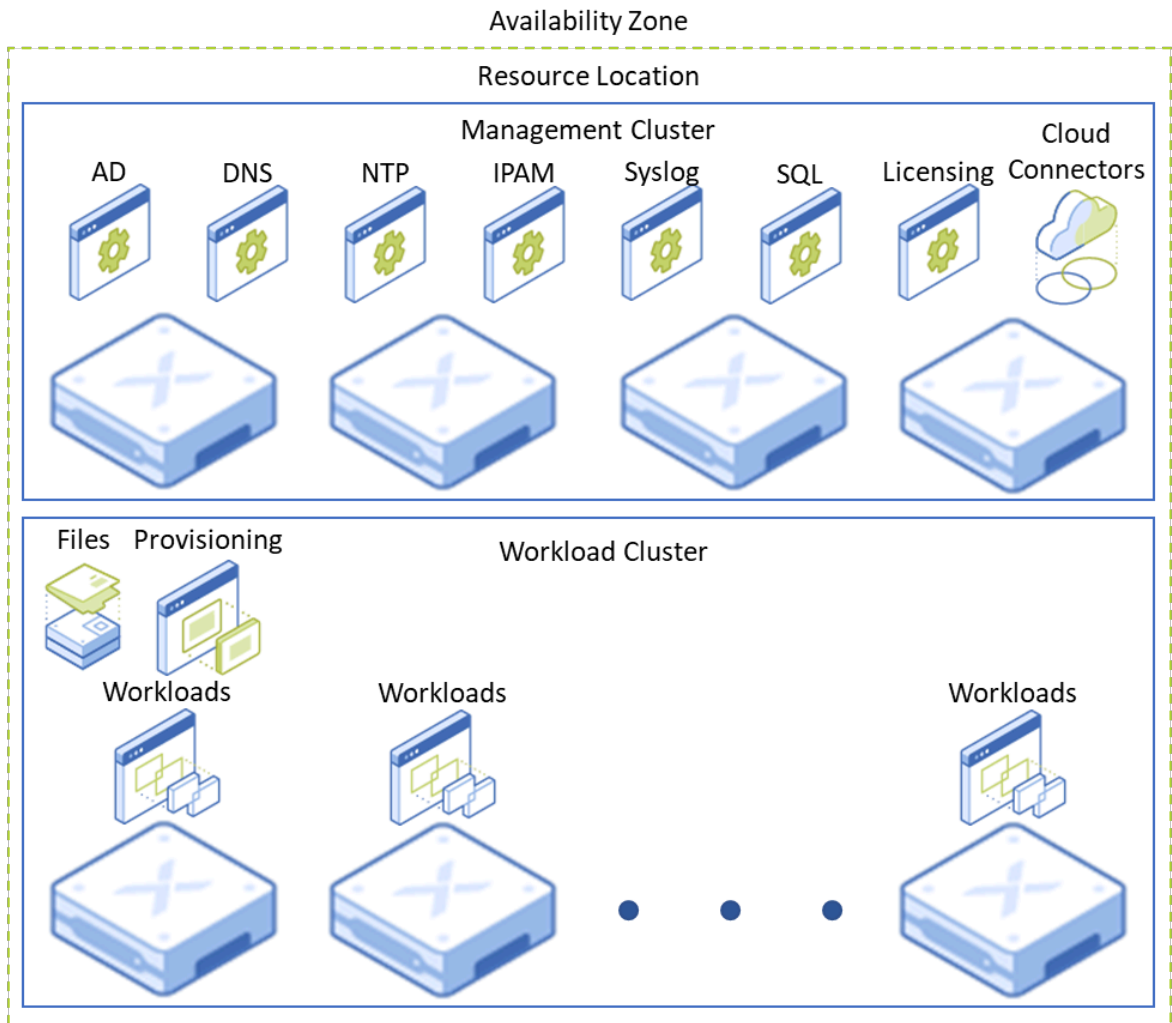 Availability Zone
Resource Location
Management Cluster
AD
DNS
NTP
IPAM
Syslog
SQL
Licensing
Cloud
Connectors
Files
Provisioning
Workload Cluster
Workloads
Workloads
Workloads